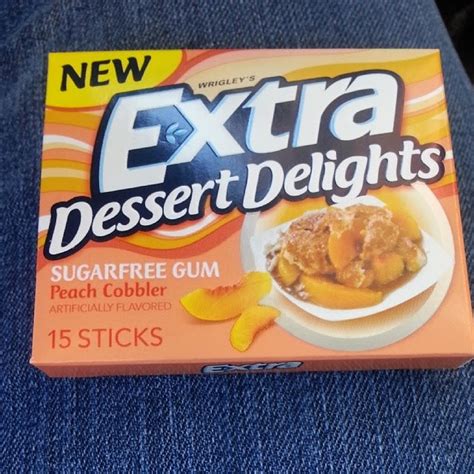 NEW
WRIGLEY'S
Extra
Dessert Delights
SUGARFREE GUM
Peach Cobbler
ARTIFICIALLY FLAVORED
15 STICKS
Extra